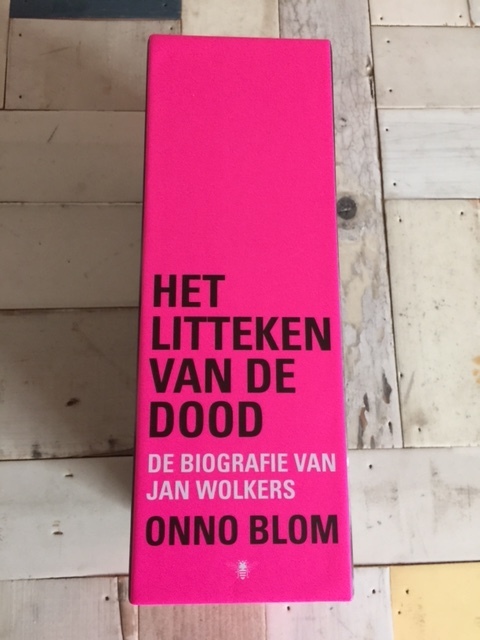 HET
LITTEKEN
VAN DE
DOOD
DE BIOGRAFIE VAN
JAN WOLKERS
ONNO BLOM